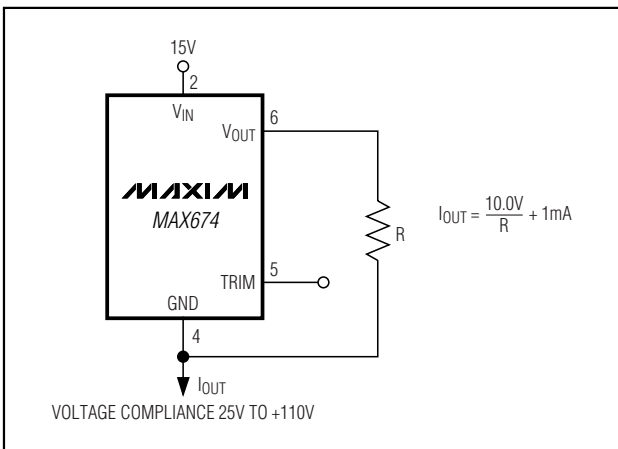 15V
2
VIN
6
VOUT
MAXIM
MAX674
R
IOUT = 10.0V / R + 1mA
5
TRIM
GND
4
IOUT
VOLTAGE COMPLIANCE 25V TO +110V